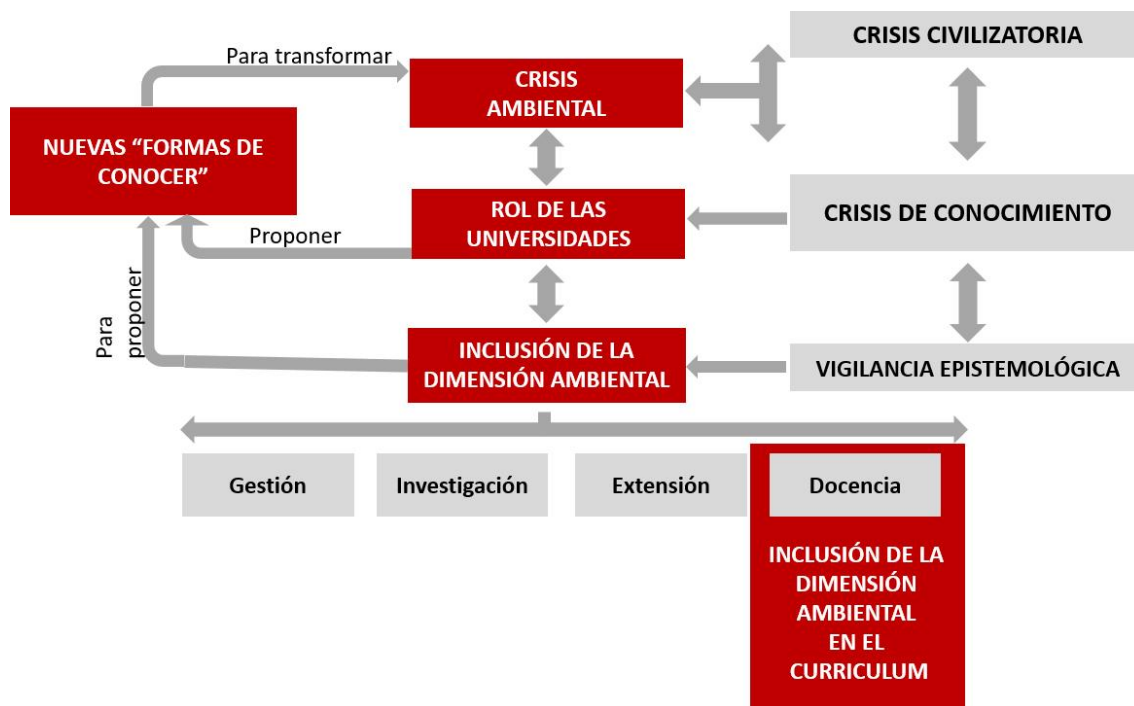 CRISIS CIVILIZATORIA
Para transformar
CRISIS
AMBIENTAL
NUEVAS “FORMAS DE
CONOCER”
ROL DE LAS
UNIVERSIDADES
CRISIS DE CONOCIMIENTO
Proponer
Para
proponer
INCLUSIÓN DE LA
DIMENSIÓN AMBIENTAL
VIGILANCIA EPISTEMOLÓGICA
Gestión
Investigación
Extensión
Docencia
INCLUSIÓN DE LA
DIMENSIÓN
AMBIENTAL
EN EL
CURRICULUM